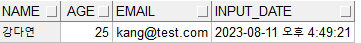 NAME AGE EMAIL INPUT_DATE
강다연 25 kang@test.com 2023-08-11 오후 4:49:21